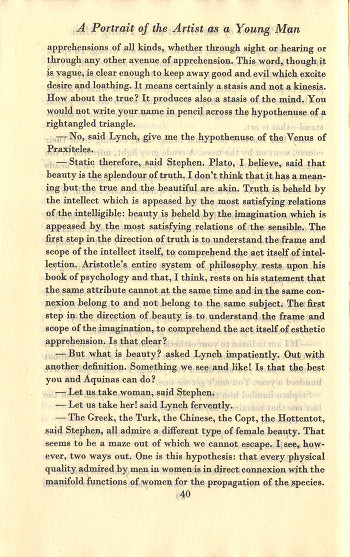 A Portrait of the Artist as a Young Man
apprehensions of all kinds, whether through sight or hearing or
through any other avenue of apprehension. This word, though it
is vague, is clear enough to keep away good and evil which excite
desire and loathing. It means certainly a stasis and not a kinesis.
How about the true? It produces also a stasis of the mind. You
would not write your name in pencil across the hypothenuse of a
rightangled triangle.
—No, said Lynch, give me the hypothenuse of the Venus of
Praxiteles.
—Static therefore, said Stephen. Plato, I believe, said that
beauty is the splendour of truth. I don't think that it has a mean-
ing but the true and the beautiful are akin. Truth is beheld by
the intellect which is appeased by the most satisfying relations
of the intelligible: beauty is beheld by the imagination which is
appeased by the most satisfying relations of the sensible. The
first step in the direction of truth is to understand the frame and
scope of the intellect itself, to comprehend the act itself of intel-
lection. Aristotle's entire system of philosophy rests upon his
book of psychology and that, I think, rests on his statement that
the same attribute cannot at the same time and in the same con-
nexion belong to and not belong to the same subject. The first
step in the direction of beauty is to understand the frame and
scope of the imagination, to comprehend the act itself of esthetic
apprehension. Is that clear?
—But what is beauty? asked Lynch impatiently. Out with
another definition. Something we see and like! Is that the best
you and Aquinas can do?
—Let us take woman, said Stephen.
—Let us take her! said Lynch fervently.
—The Greek, the Turk, the Chinese, the Copt, the Hottentot,
said Stephen, all admire a different type of female beauty. That
seems to be a maze out of which we cannot escape. I see, how-
ever, two ways out. One is this hypothesis: that every physical
quality admired by men in women is in direct connexion with the
manifold functions of women for the propagation of the species.
40